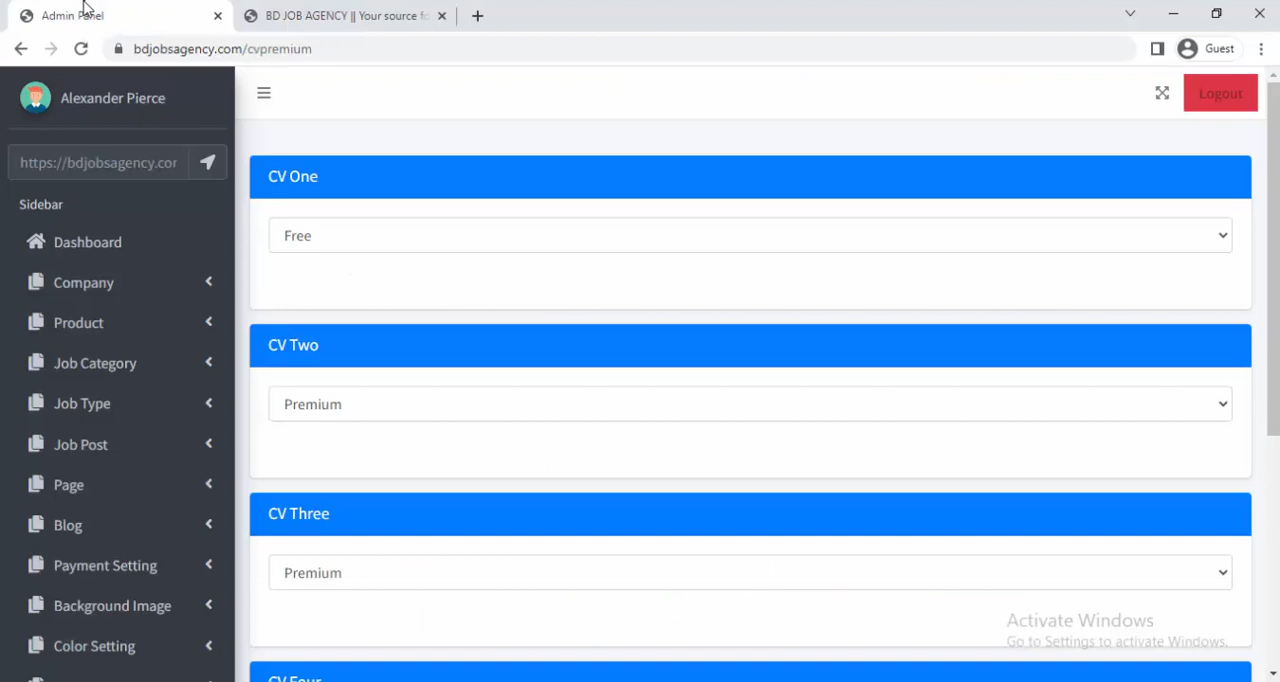 Admin Panel
BD JOB AGENCY || Your source fo
bdjobsagency.com/cvpremium
Guest
Alexander Pierce
Logout
https://bdjobsagency.cor
Sidebar
Dashboard
Company
Product
Job Category
Job Type
Job Post
Page
Blog
Payment Setting
Background Image
Color Setting
CV One
Free
CV Two
Premium
CV Three
Premium
CV Four
Activate Windows
Go to Settings to activate Windows.